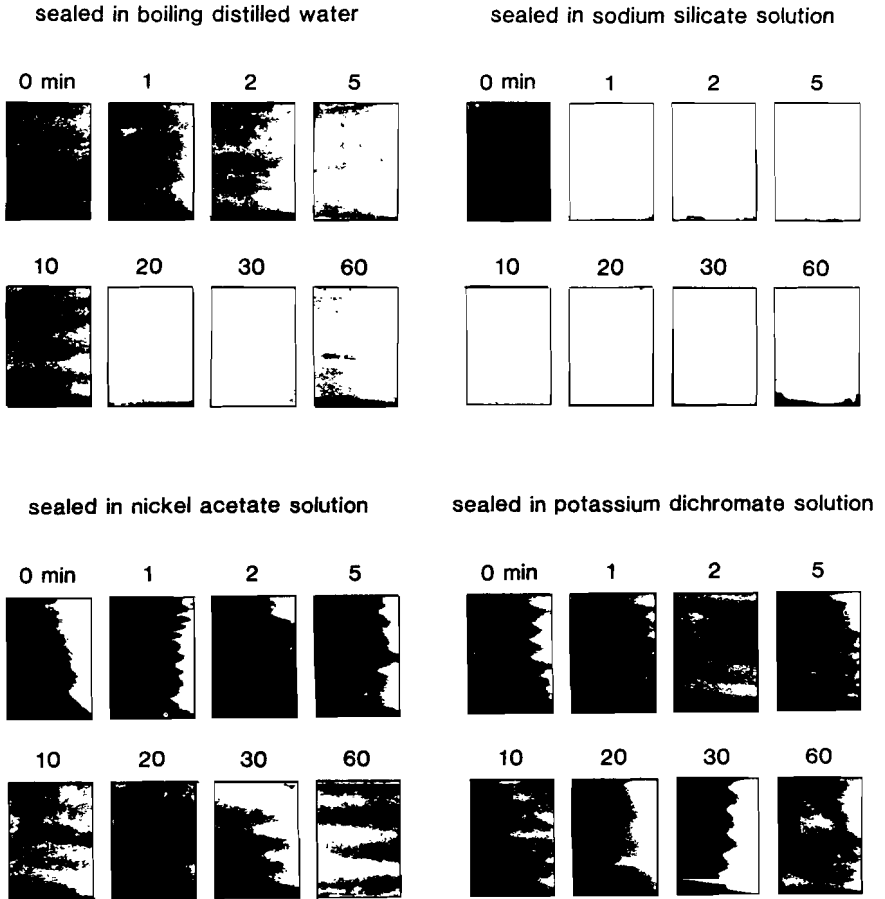 sealed in boiling distilled water
0 min 1 2 5
10 20 30 60
sealed in sodium silicate solution
0 min 1 2 5
10 20 30 60
sealed in nickel acetate solution
0 min 1 2 5
10 20 30 60
sealed in potassium dichromate solution
0 min 1 2 5
10 20 30 60